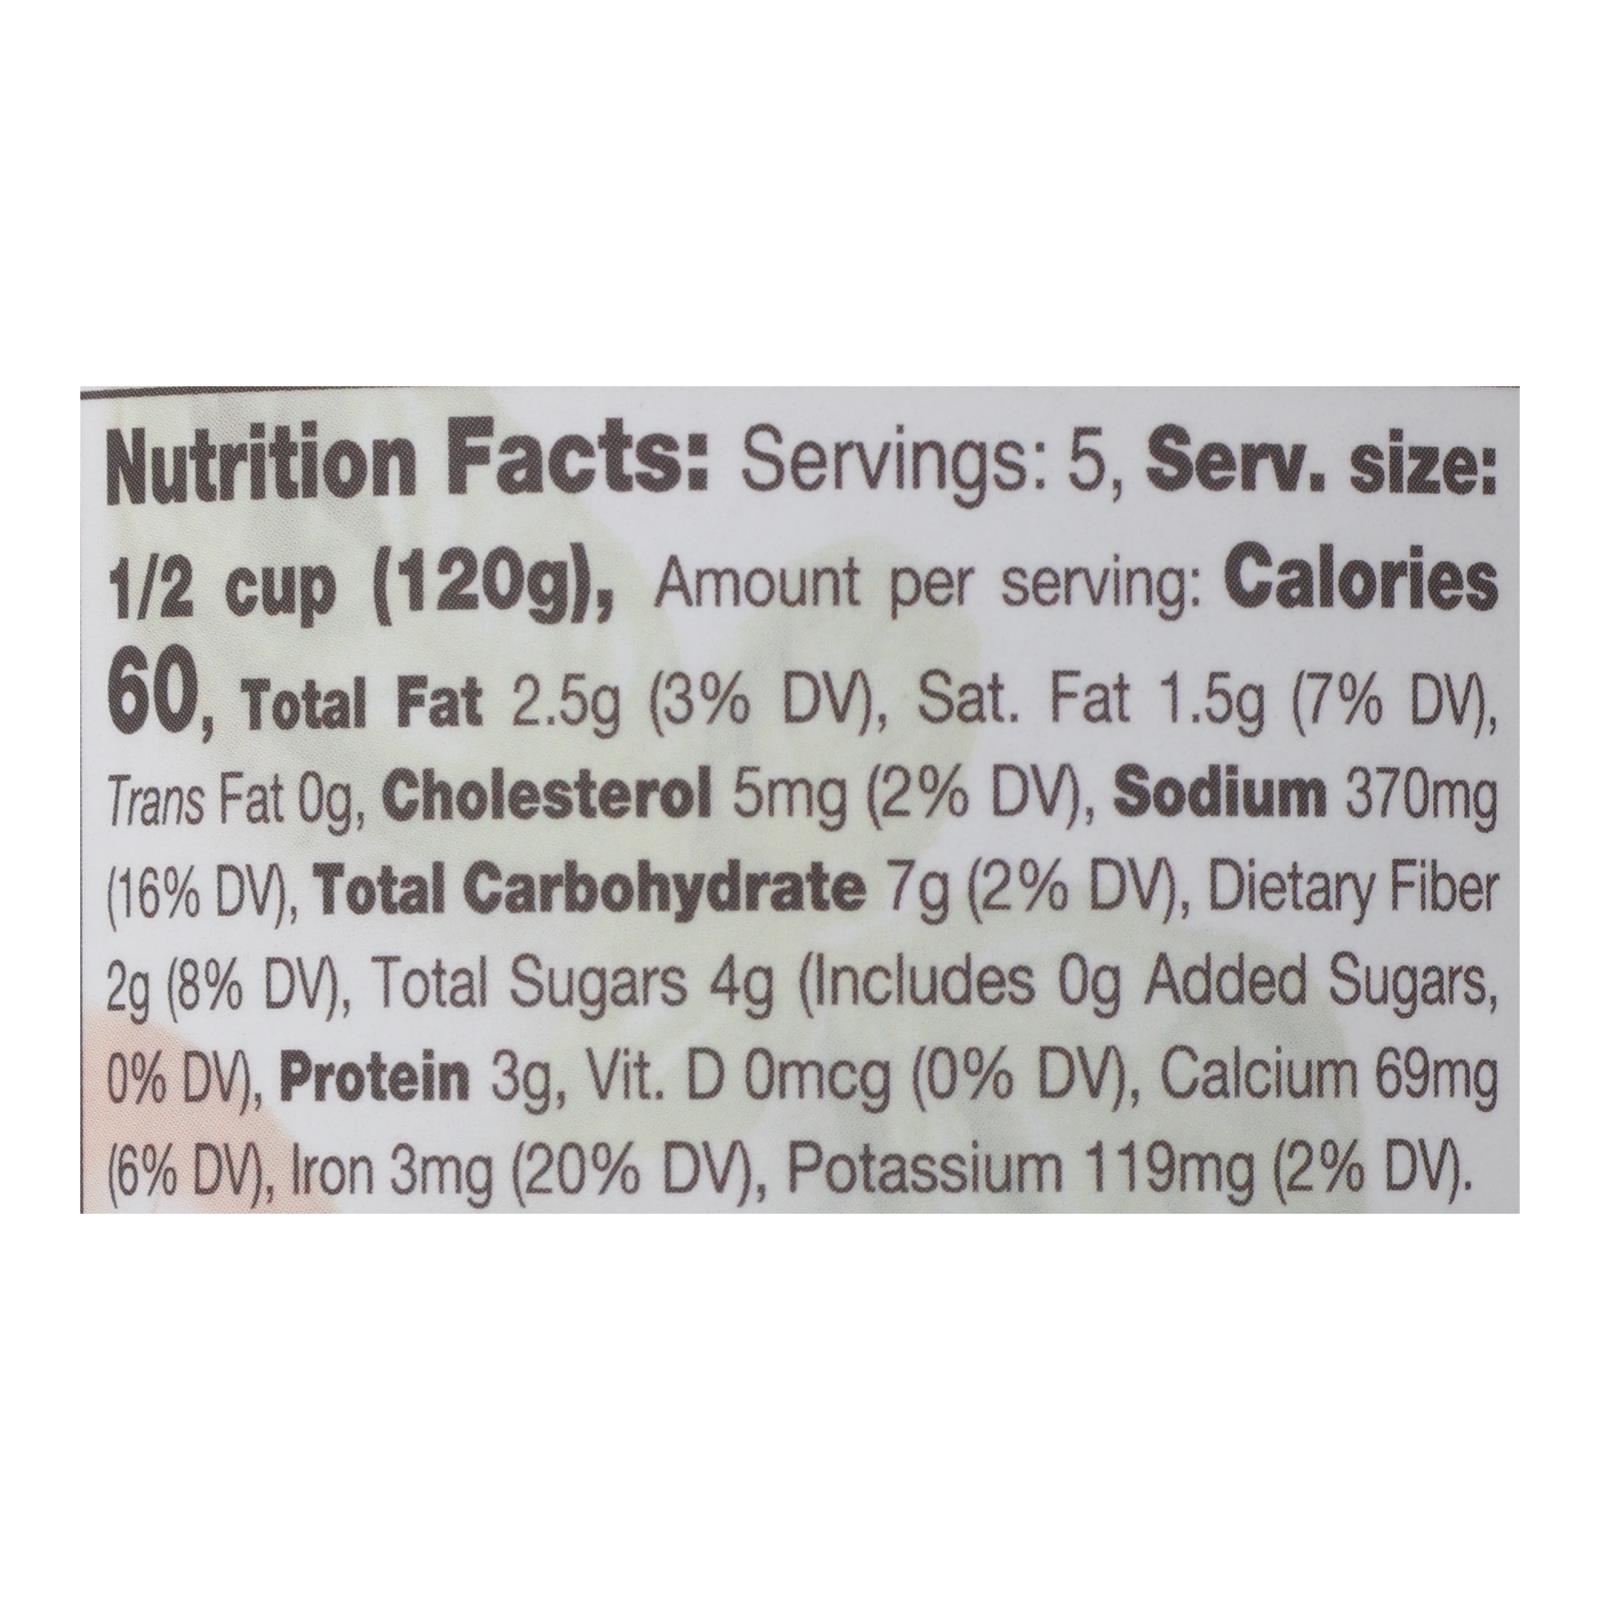 Nutrition Facts: Servings: 5, Serv. size:
1/2 cup (120g), Amount per serving: Calories
60, Total Fat 2.5g (3% DV), Sat. Fat 1.5g (7% DV),
Trans Fat 0g, Cholesterol 5mg (2% DV), Sodium 370mg
(16% DV), Total Carbohydrate 7g (2% DV), Dietary Fiber
2g (8% DV), Total Sugars 4g (Includes 0g Added Sugars,
0% DV), Protein 3g, Vit. D 0mcg (0% DV), Calcium 69mg
(6% DV), Iron 3mg (20% DV), Potassium 119mg (2% DV).